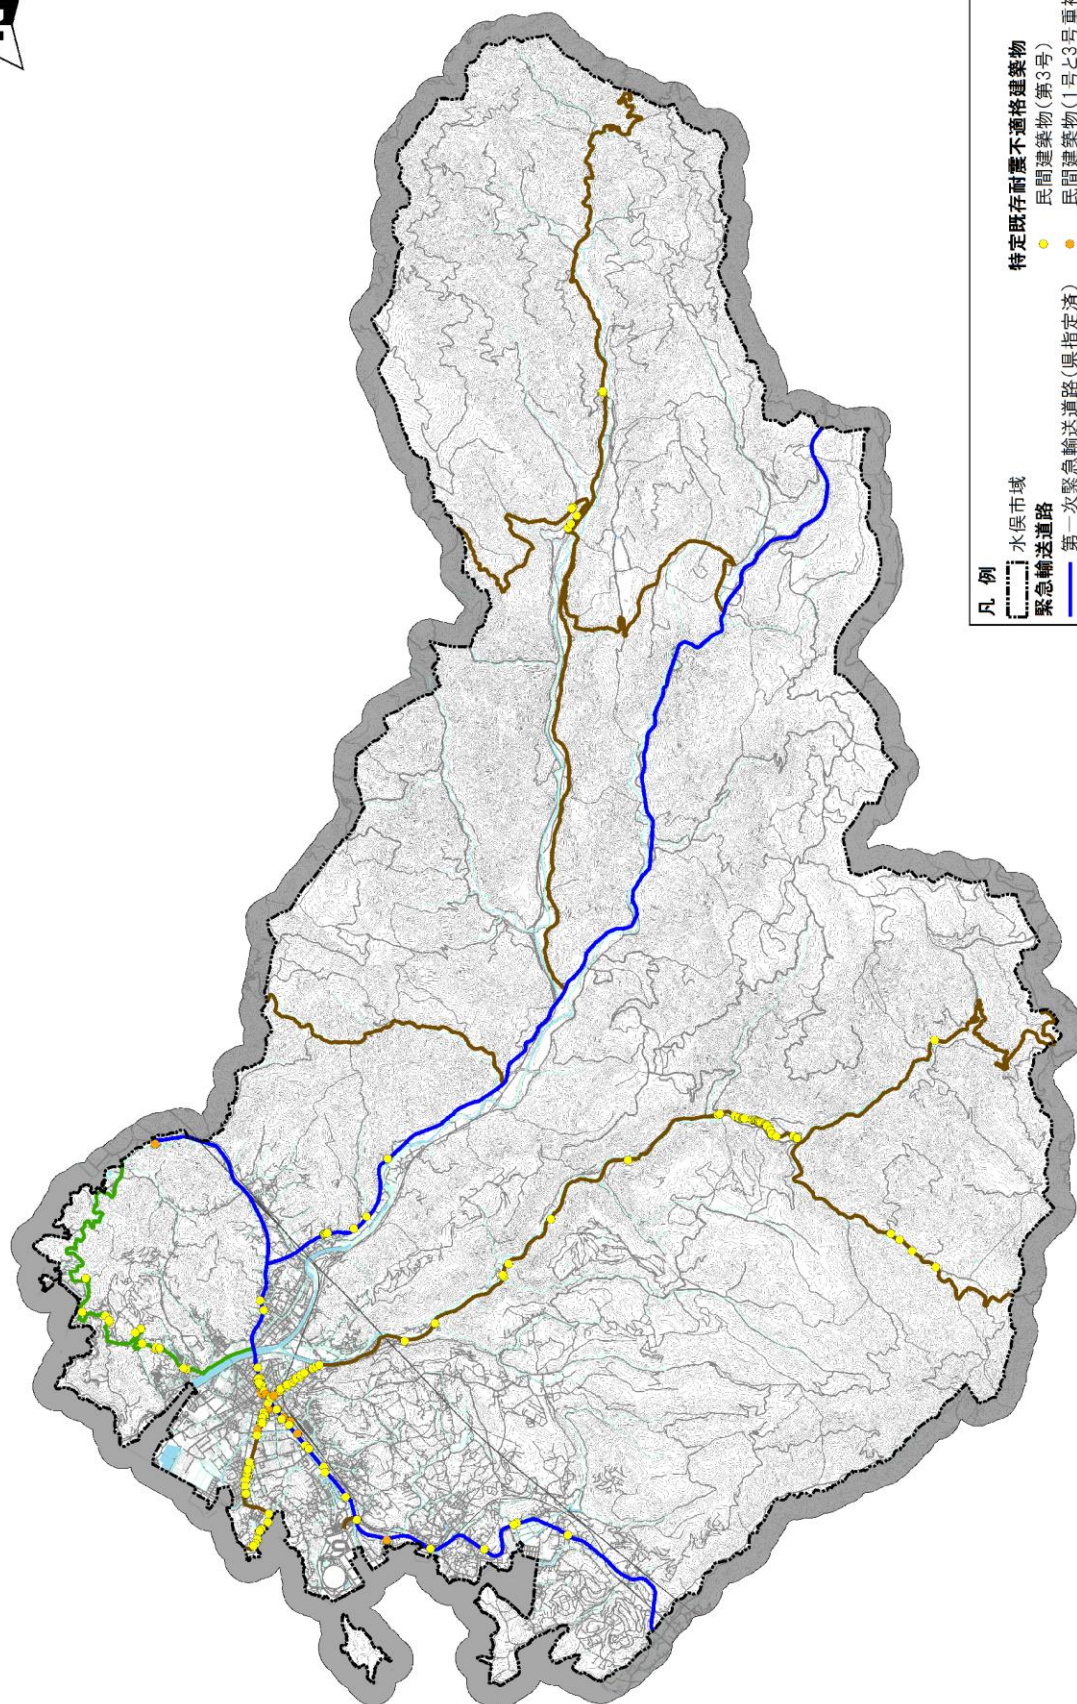 凡 例
水俣市域
緊急輸送道路
第一次緊急輸送道路(県指定済)
特定既存耐震不適格建築物
民間建築物(第3号)
民間建築物(1号と3号重複